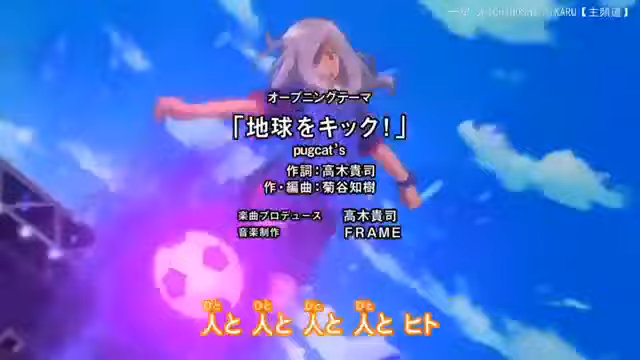 【主頻道】
オープニングテーマ
「地球をキック！」
pugcat's
作詞：高木貴司
作・編曲：菊谷知樹
楽曲プロデュース 高木貴司
音楽制作 FRAME
ひと ひと ひと ひと
人と 人と 人と 人と ヒト